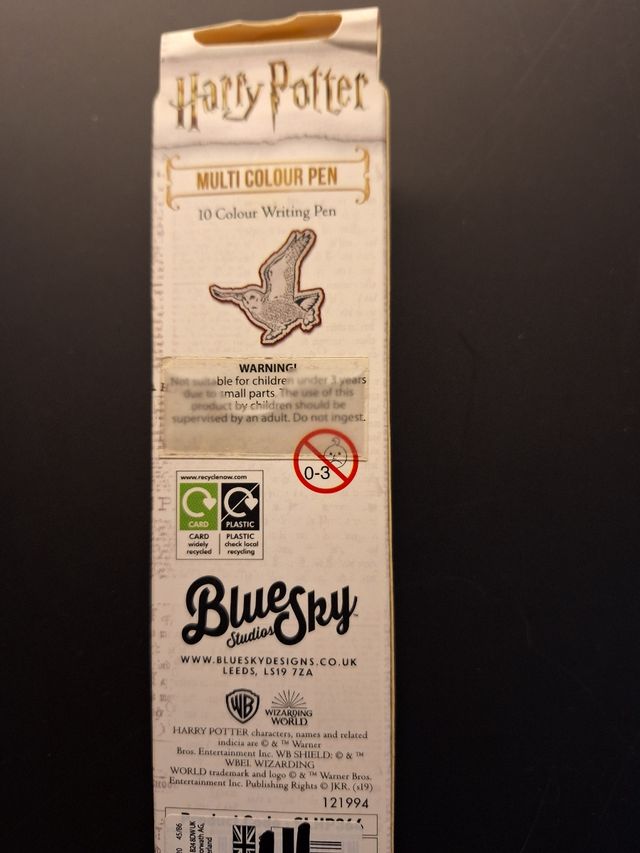 Harry Potter
MULTI COLOUR PEN
10 Colour Writing Pen
WARNING!
Not suitable for children under 3 years
due to small parts. The use of this
product by children should be
supervised by an adult. Do not ingest.
0-3
www.recyclenow.com
CARD PLASTIC
CARD PLASTIC
widely check local
recycled recycling
BlueSky
Studios
WWW.BLUESKYDESIGNS.CO.UK
LEEDS, LS19 7ZA
WB WIZARDING
WORLD
HARRY POTTER characters, names and related
indicia are © & ™ Warner
Bros. Entertainment Inc. WB SHIELD: © & ™
WBEI. WIZARDING
WORLD trademark and logo © & ™ Warner Bros.
Entertainment Inc. Publishing Rights © JKR. (s19)
121994
45/86